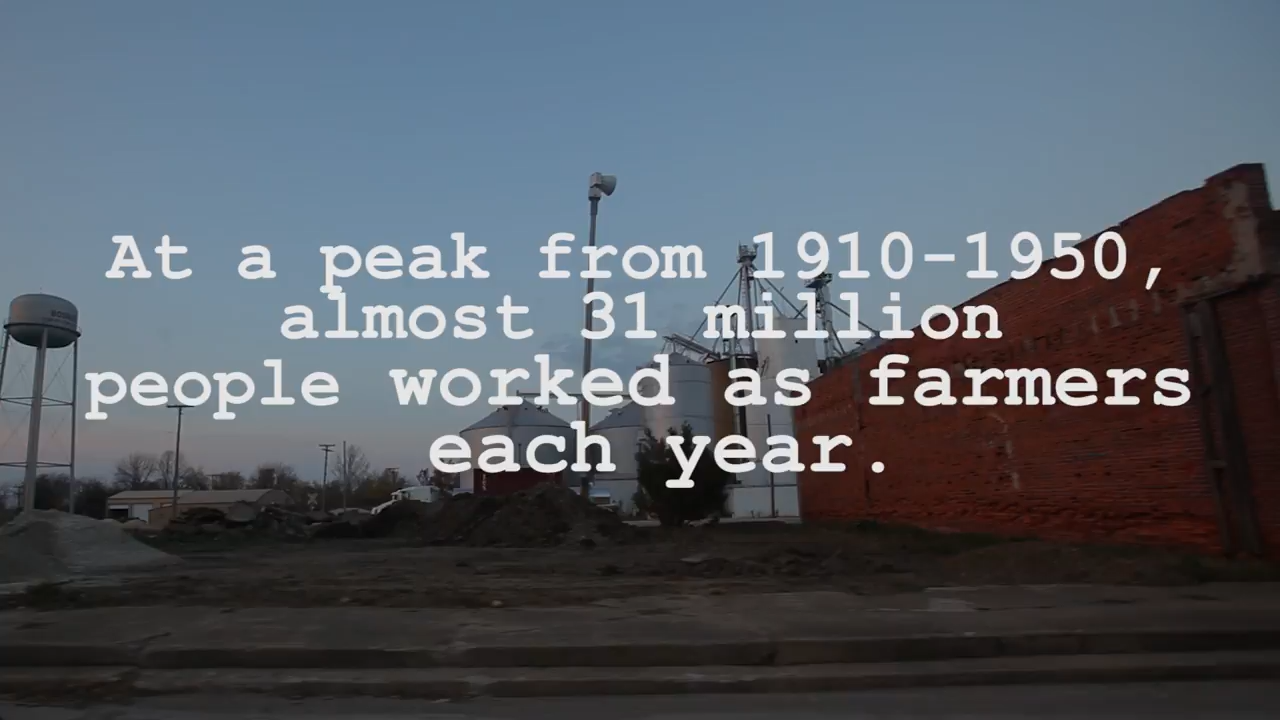 At a peak from 1910-1950,
almost 31 million
people worked as farmers
each year.